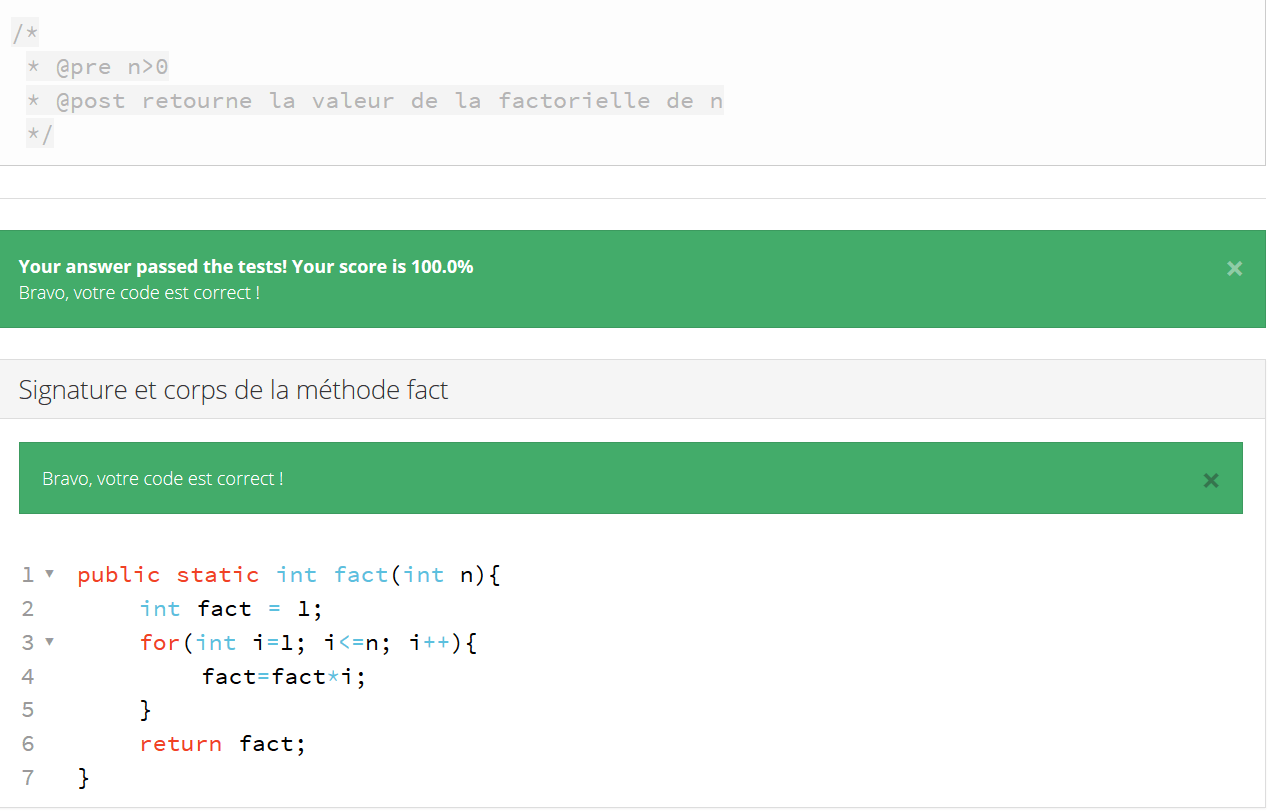 /*
* @pre n>0
* @post retourne la valeur de la factorielle de n
*/
Your answer passed the tests! Your score is 100.0%
×
Bravo, votre code est correct !
Signature et corps de la méthode fact
Bravo, votre code est correct !
×
1 ▾ public static int fact(int n){
2 int fact = 1;
3 ▾ for(int i=1; i<=n; i++){
4 fact=fact*i;
5 }
6 return fact;
7 }